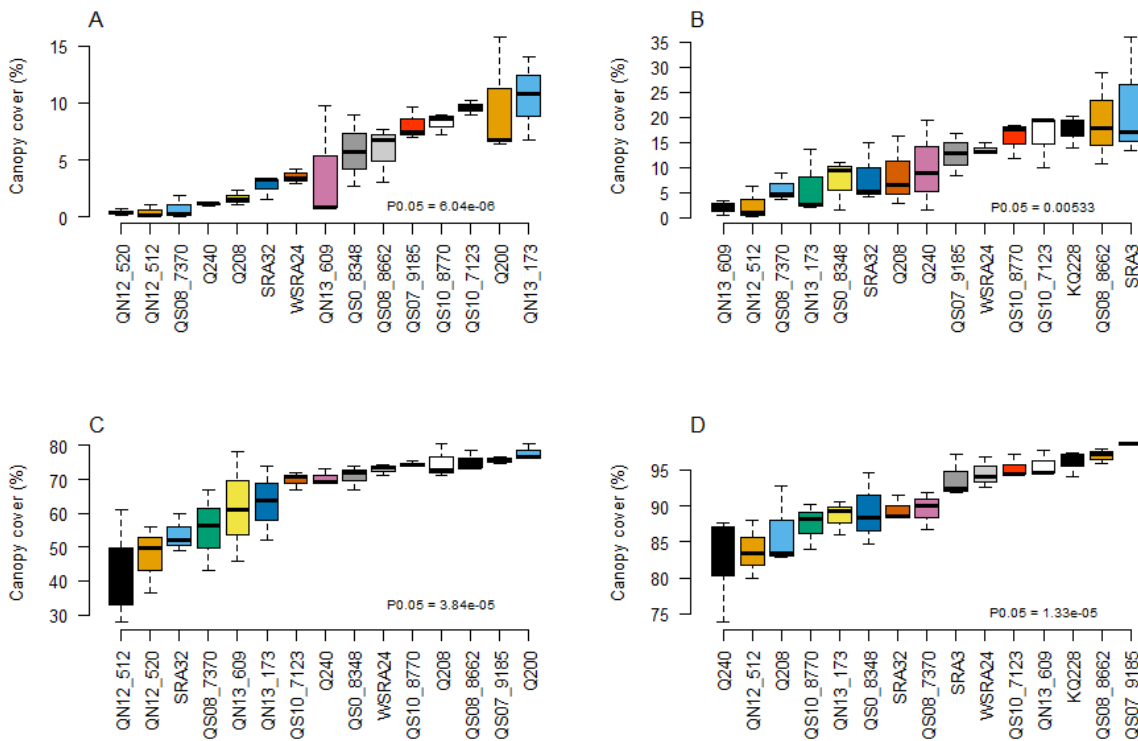 A
Canopy cover (%)
15
10
5
0
P0.05 = 6.04e-06
QN12_520
QN12_512
QS08_7370
Q240
Q208
SRA32
WSRA24
QN13_609
QS0_8348
QS08_8662
QS07_9185
QS10_8770
QS10_7123
Q200
QN13_173
B
Canopy cover (%)
35
30
25
20
15
10
5
0
P0.05 = 0.00533
QN13_609
QN12_512
QS08_7370
QN13_173
QS0_8348
SRA32
Q208
Q240
QS07_9185
WSRA24
QS10_8770
QS10_7123
KQ228
QS08_8662
SRA3
C
Canopy cover (%)
80
70
60
50
40
30
P0.05 = 3.84e-05
QN12_512
QN12_520
SRA32
QS08_7370
QN13_609
QN13_173
QS10_7123
Q240
QS0_8348
WSRA24
QS10_8770
Q208
QS08_8662
QS07_9185
Q200
D
Canopy cover (%)
95
90
85
80
75
P0.05 = 1.33e-05
Q240
QN12_512
Q208
QS10_8770
QN13_173
QS0_8348
SRA32
QS08_7370
SRA3
WSRA24
QS10_7123
QN13_609
KQ228
QS08_8662
QS07_9185